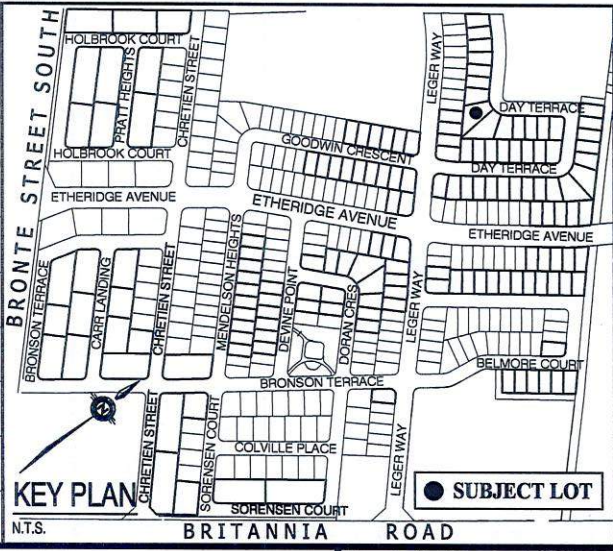 HOLBROOK COURT
PRATT HEIGHTS
CHRETIEN STREET
LEGER WAY
DAY TERRACE
GOODWIN CRESCENT
HOLBROOK COURT
DAY TERRACE
ETHERIDGE AVENUE
ETHERIDGE AVENUE
ETHERIDGE AVENUE
BRONTE STREET SOUTH
BRONSON TERRACE
CARR LANDING
CHRETIEN STREET
MENDELSON HEIGHTS
DEVINE POINT
DORAN CRES
LEGER WAY
BELMORE COURT
BRONSON TERRACE
N
CHRETIEN STREET
SORENSEN COURT
COLVILLE PLACE
LEGER WAY
KEY PLAN
SUBJECT LOT
SORENSEN COURT
N.T.S.
BRITANNIA ROAD